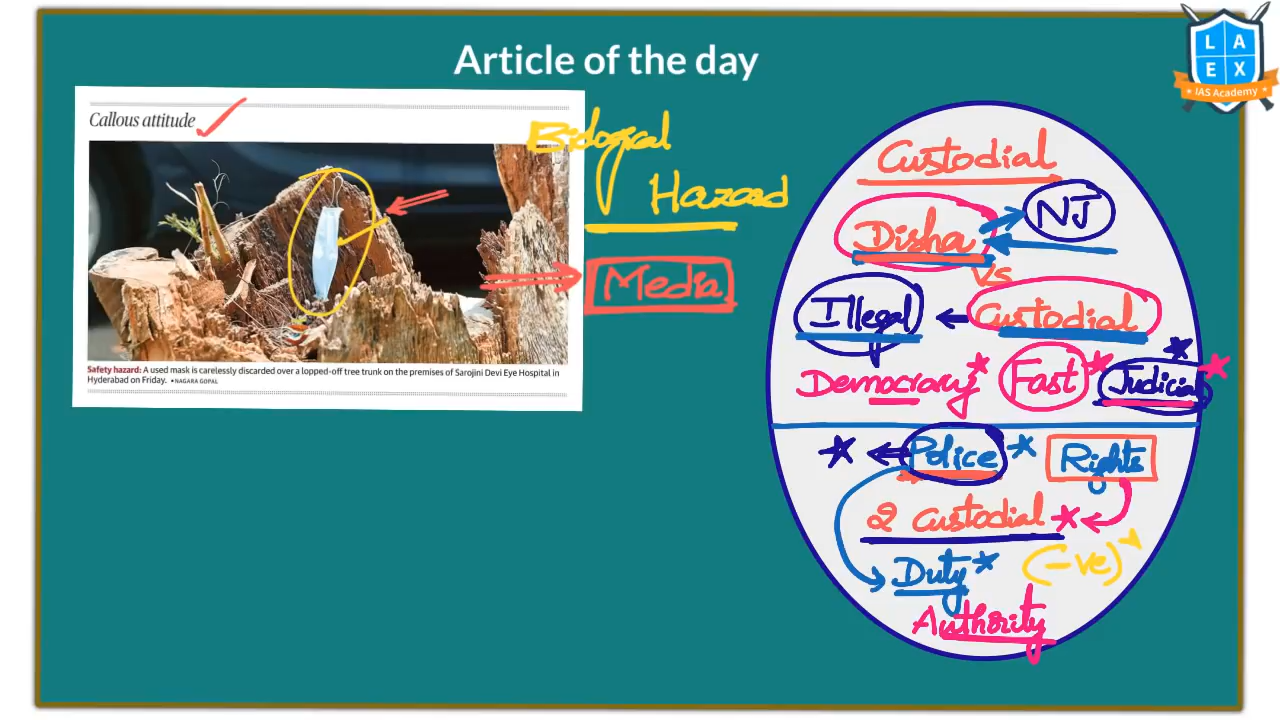 Article of the day
L A
E X
IAS Academy
Callous attitude
Safety hazard: A used mask is carelessly discarded over a lopped-off tree trunk on the premises of Sarojini Devi Eye Hospital in
Hyderabad on Friday. • NAGARA GOPAL
Biological
Hazard
Media
Custodial
Disha NJ
Vs
Illegal Custodial
Democracy Fast Judicial
Police Rights
2 Custodial
Duty (-ve)
Authority